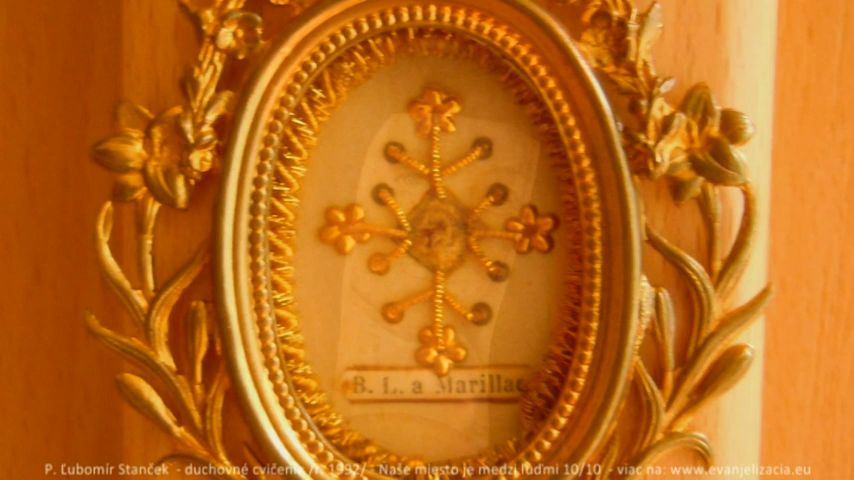 B. L. a Marillac
P. Ľubomír Stanček - duchovné cvičenia /r. 1992/ - Naše miesto je medzi ľuďmi 10/10 - viac na: www.evanjelizacia.eu